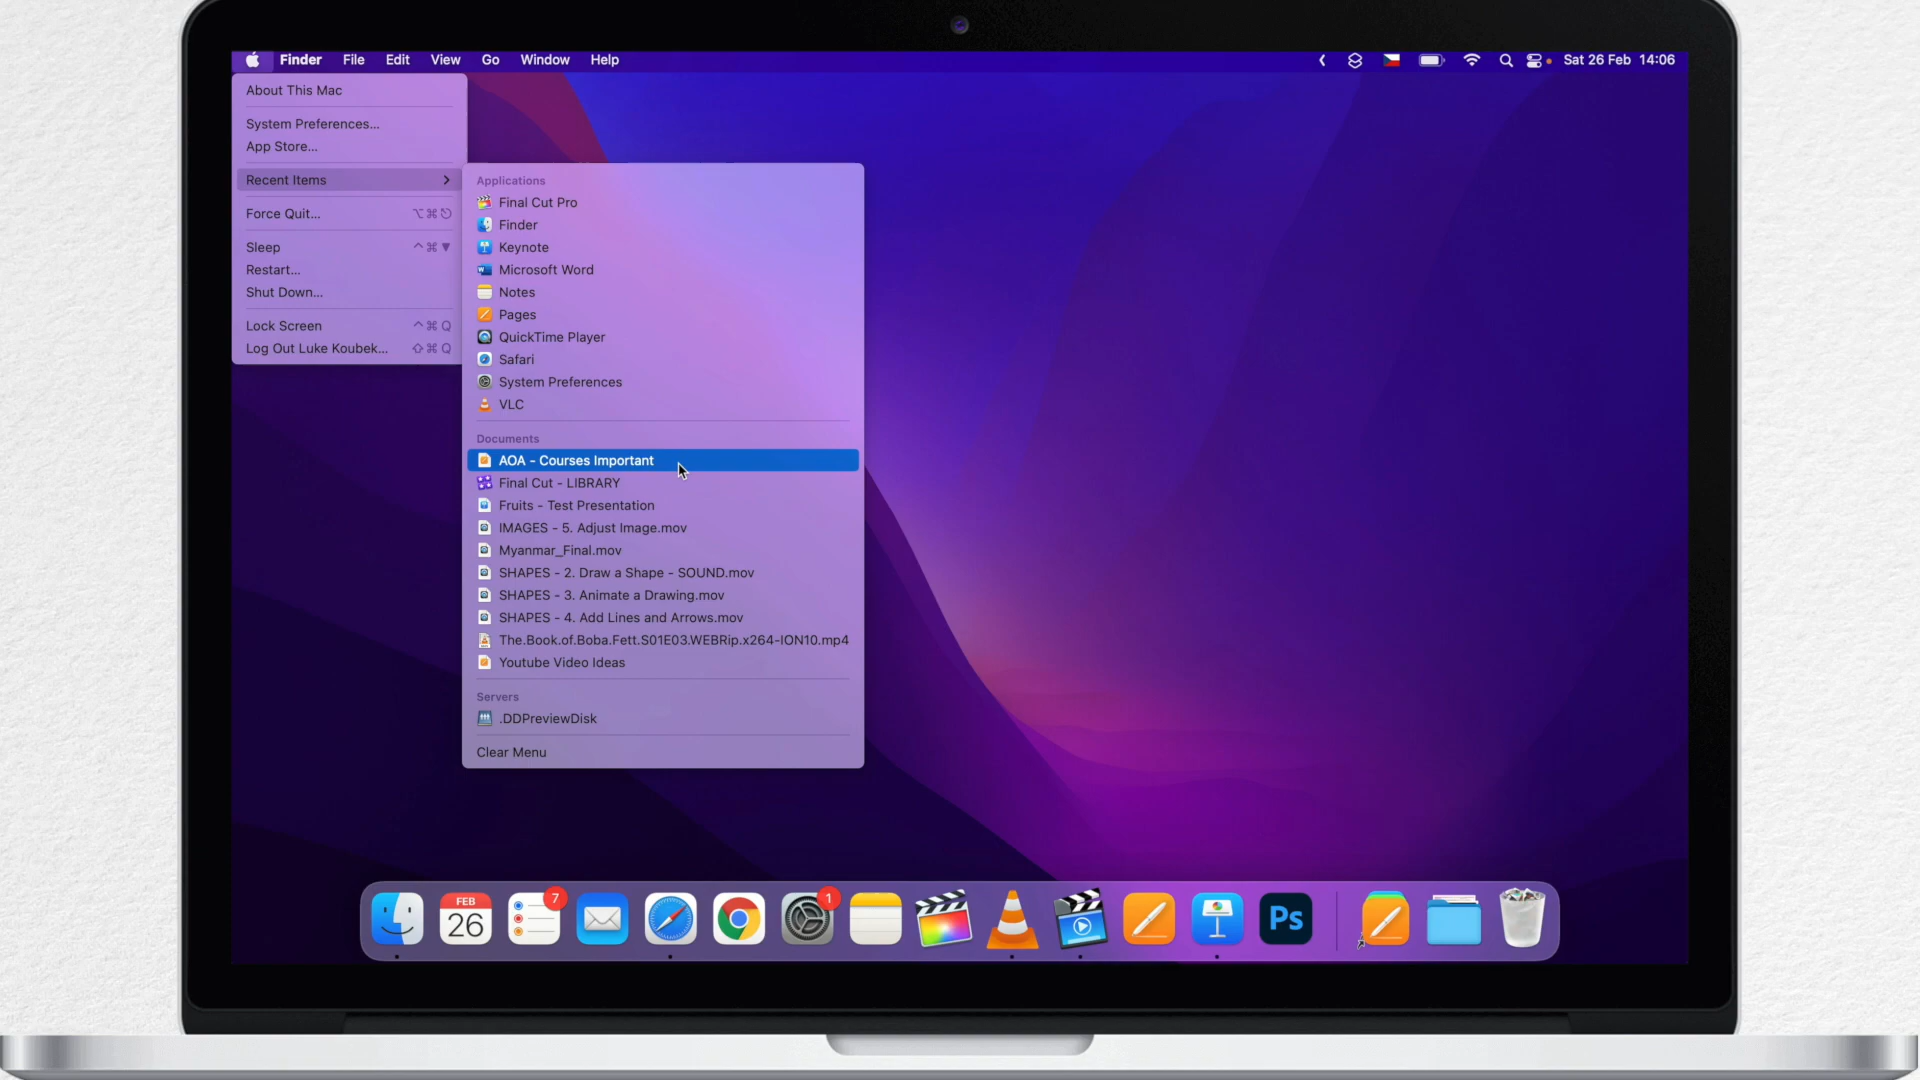 Finder File Edit View Go Window Help Sat 26 Feb 14:06
About This Mac
System Preferences...
App Store...
Recent Items
Force Quit... ⌥⌘⎋
Sleep ^⌘▼
Restart...
Shut Down...
Lock Screen ^⌘Q
Log Out Luke Koubek... ⇧⌘Q
Applications
Final Cut Pro
Finder
Keynote
Microsoft Word
Notes
Pages
QuickTime Player
Safari
System Preferences
VLC
Documents
AOA - Courses Important
Final Cut - LIBRARY
Fruits - Test Presentation
IMAGES - 5. Adjust Image.mov
Myanmar_Final.mov
SHAPES - 2. Draw a Shape - SOUND.mov
SHAPES - 3. Animate a Drawing.mov
SHAPES - 4. Add Lines and Arrows.mov
The.Book.of.Boba.Fett.S01E03.WEBRip.x264-ION10.mp4
Youtube Video Ideas
Servers
.DDPreviewDisk
Clear Menu
FEB
26
7
1
Ps